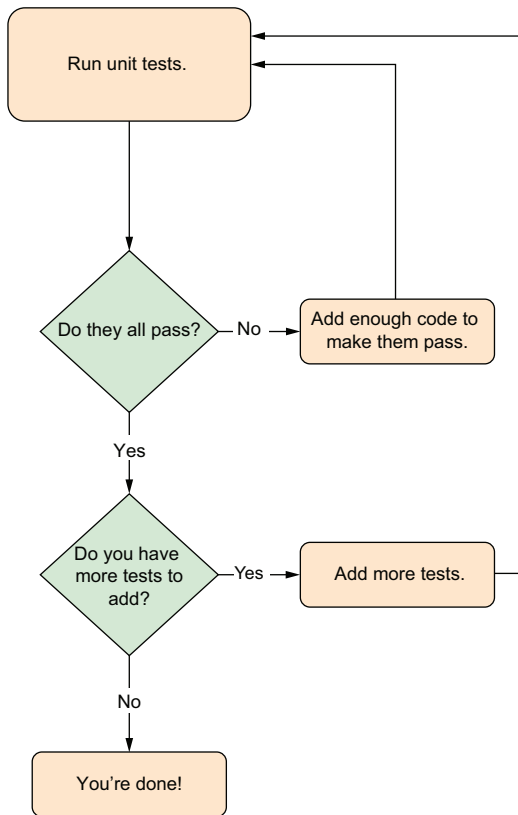 Run unit tests.
Do they all pass?
No
Add enough code to
make them pass.
Yes
Do you have
more tests to
add?
Yes
Add more tests.
No
You’re done!